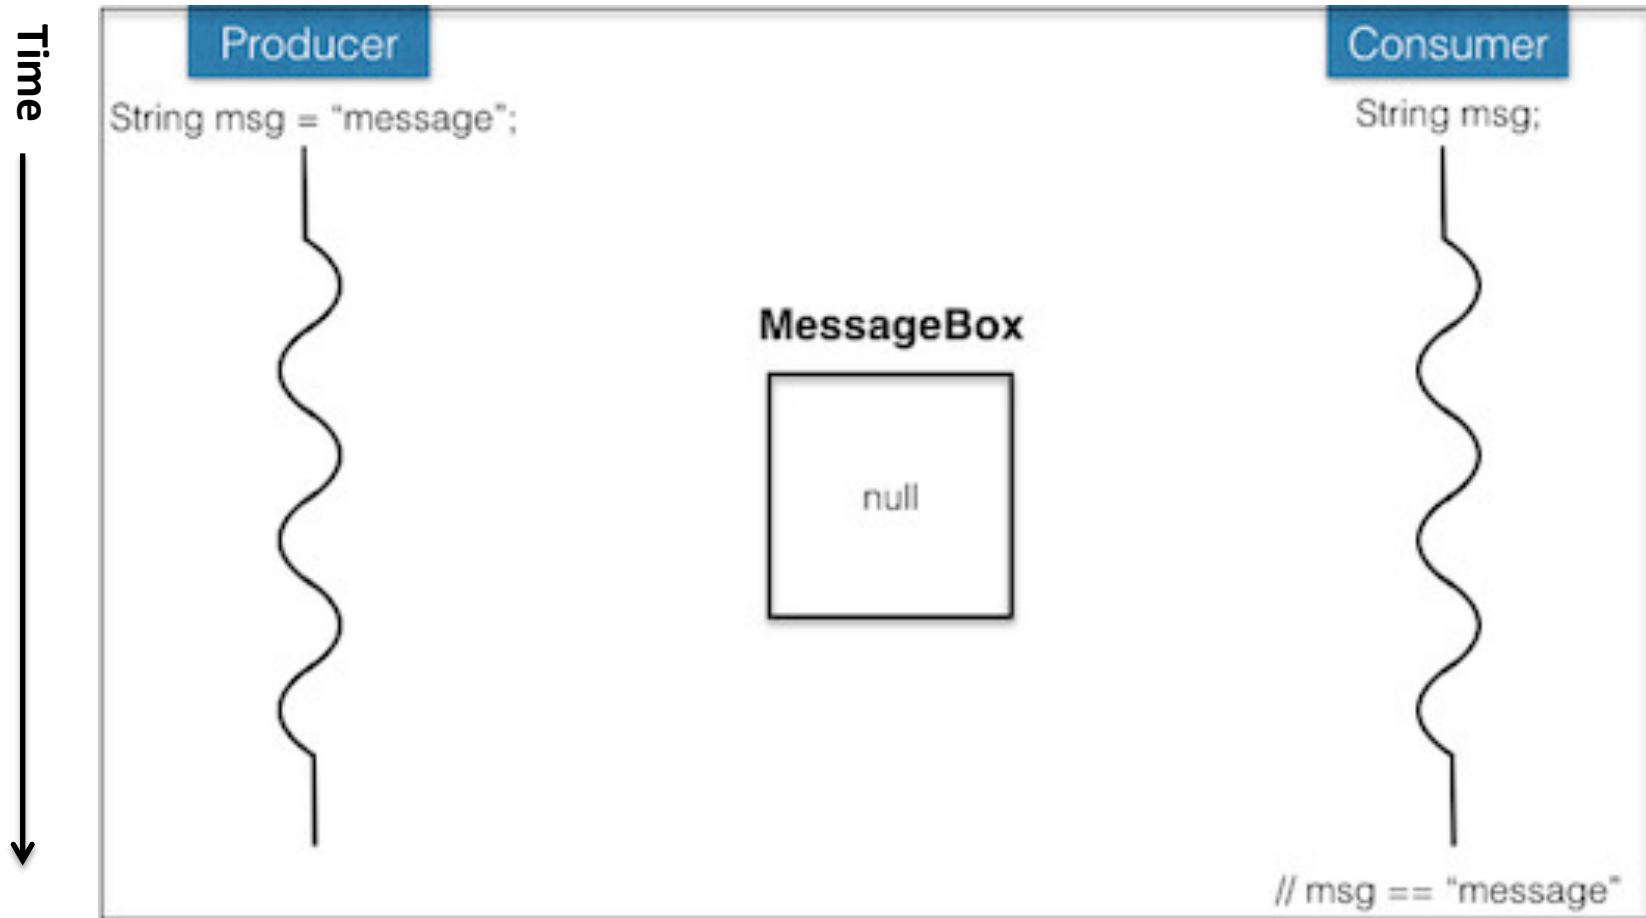 Time
Producer
Consumer
String msg = “message”;
String msg;
MessageBox
null
// msg == “message”